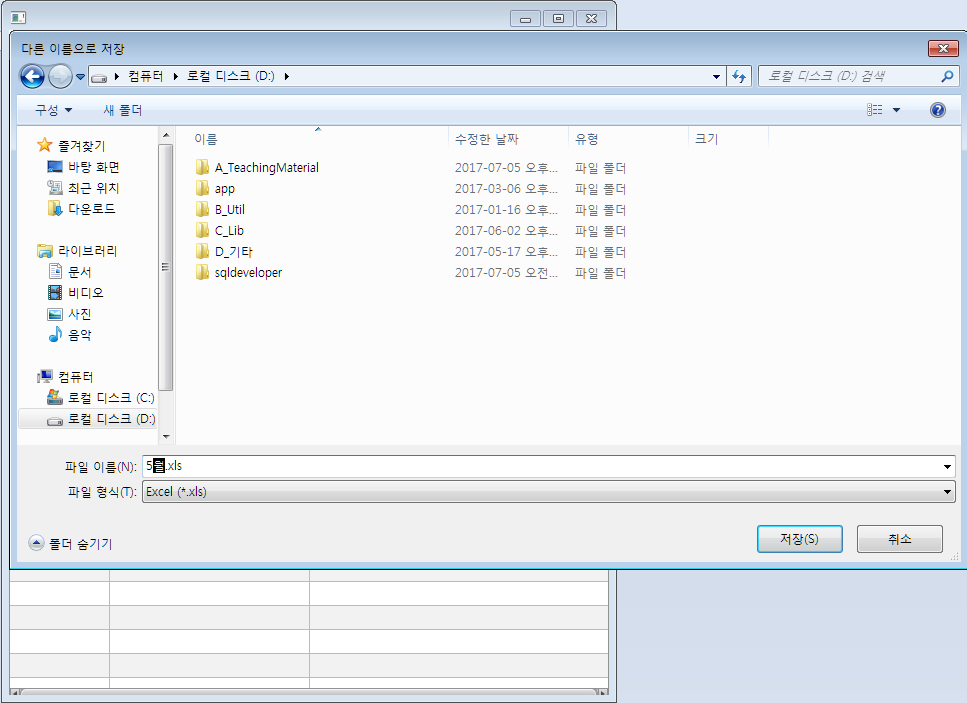 다른 이름으로 저장
컴퓨터 로컬 디스크 (D:)
로컬 디스크 (D:) 검색
구성 새 폴더
즐겨찾기
바탕 화면
최근 위치
다운로드
라이브러리
문서
비디오
사진
음악
컴퓨터
로컬 디스크 (C:)
로컬 디스크 (D:)
이름 수정한 날짜 유형 크기
A_TeachingMaterial 2017-07-05 오후... 파일 폴더
app 2017-03-06 오후... 파일 폴더
B_Util 2017-01-16 오후... 파일 폴더
C_Lib 2017-06-02 오후... 파일 폴더
D_기타 2017-05-17 오후... 파일 폴더
sqldeveloper 2017-07-05 오전... 파일 폴더
파일 이름(N): 5월.xls
파일 형식(T): Excel (*.xls)
폴더 숨기기
저장(S) 취소